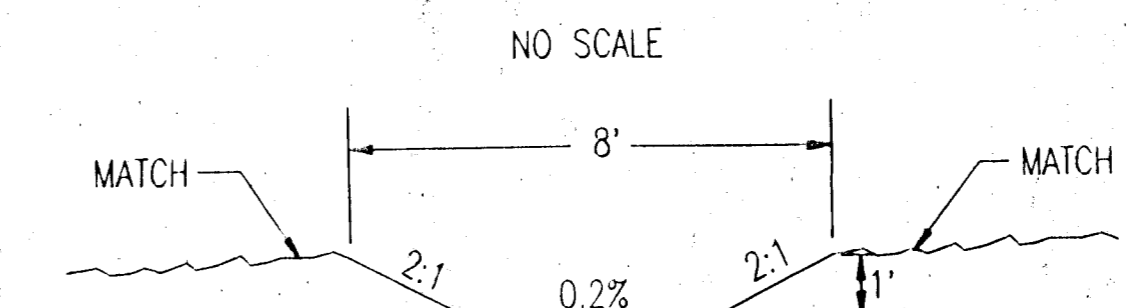 NO SCALE
8'
MATCH
MATCH
2:1
2:1
0.2%
1'